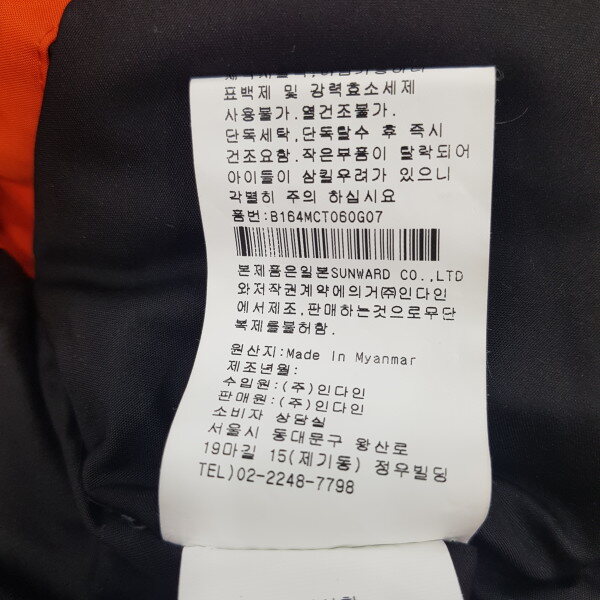 표백제 및 강력효소세제
사용불가.열건조불가.
단독세탁,단독탈수 후 즉시
건조요함.작은부품이 탈락되어
아이들이 삼킬우려가 있으니
각별히 주의 하십시요
품번:B164MCT060G07
본제품은일본SUNWARD CO.,LTD
와저작권계약에의거㈜인다인
에서제조,판매하는것으로무단
복제를불허함.
원산지:Made In Myanmar
제조년월:
수입원:(주)인다인
판매원:(주)인다인
소비자 상담실
서울시 동대문구 왕산로
19마길 15(제기동) 정우빌딩
TEL)02-2248-7798